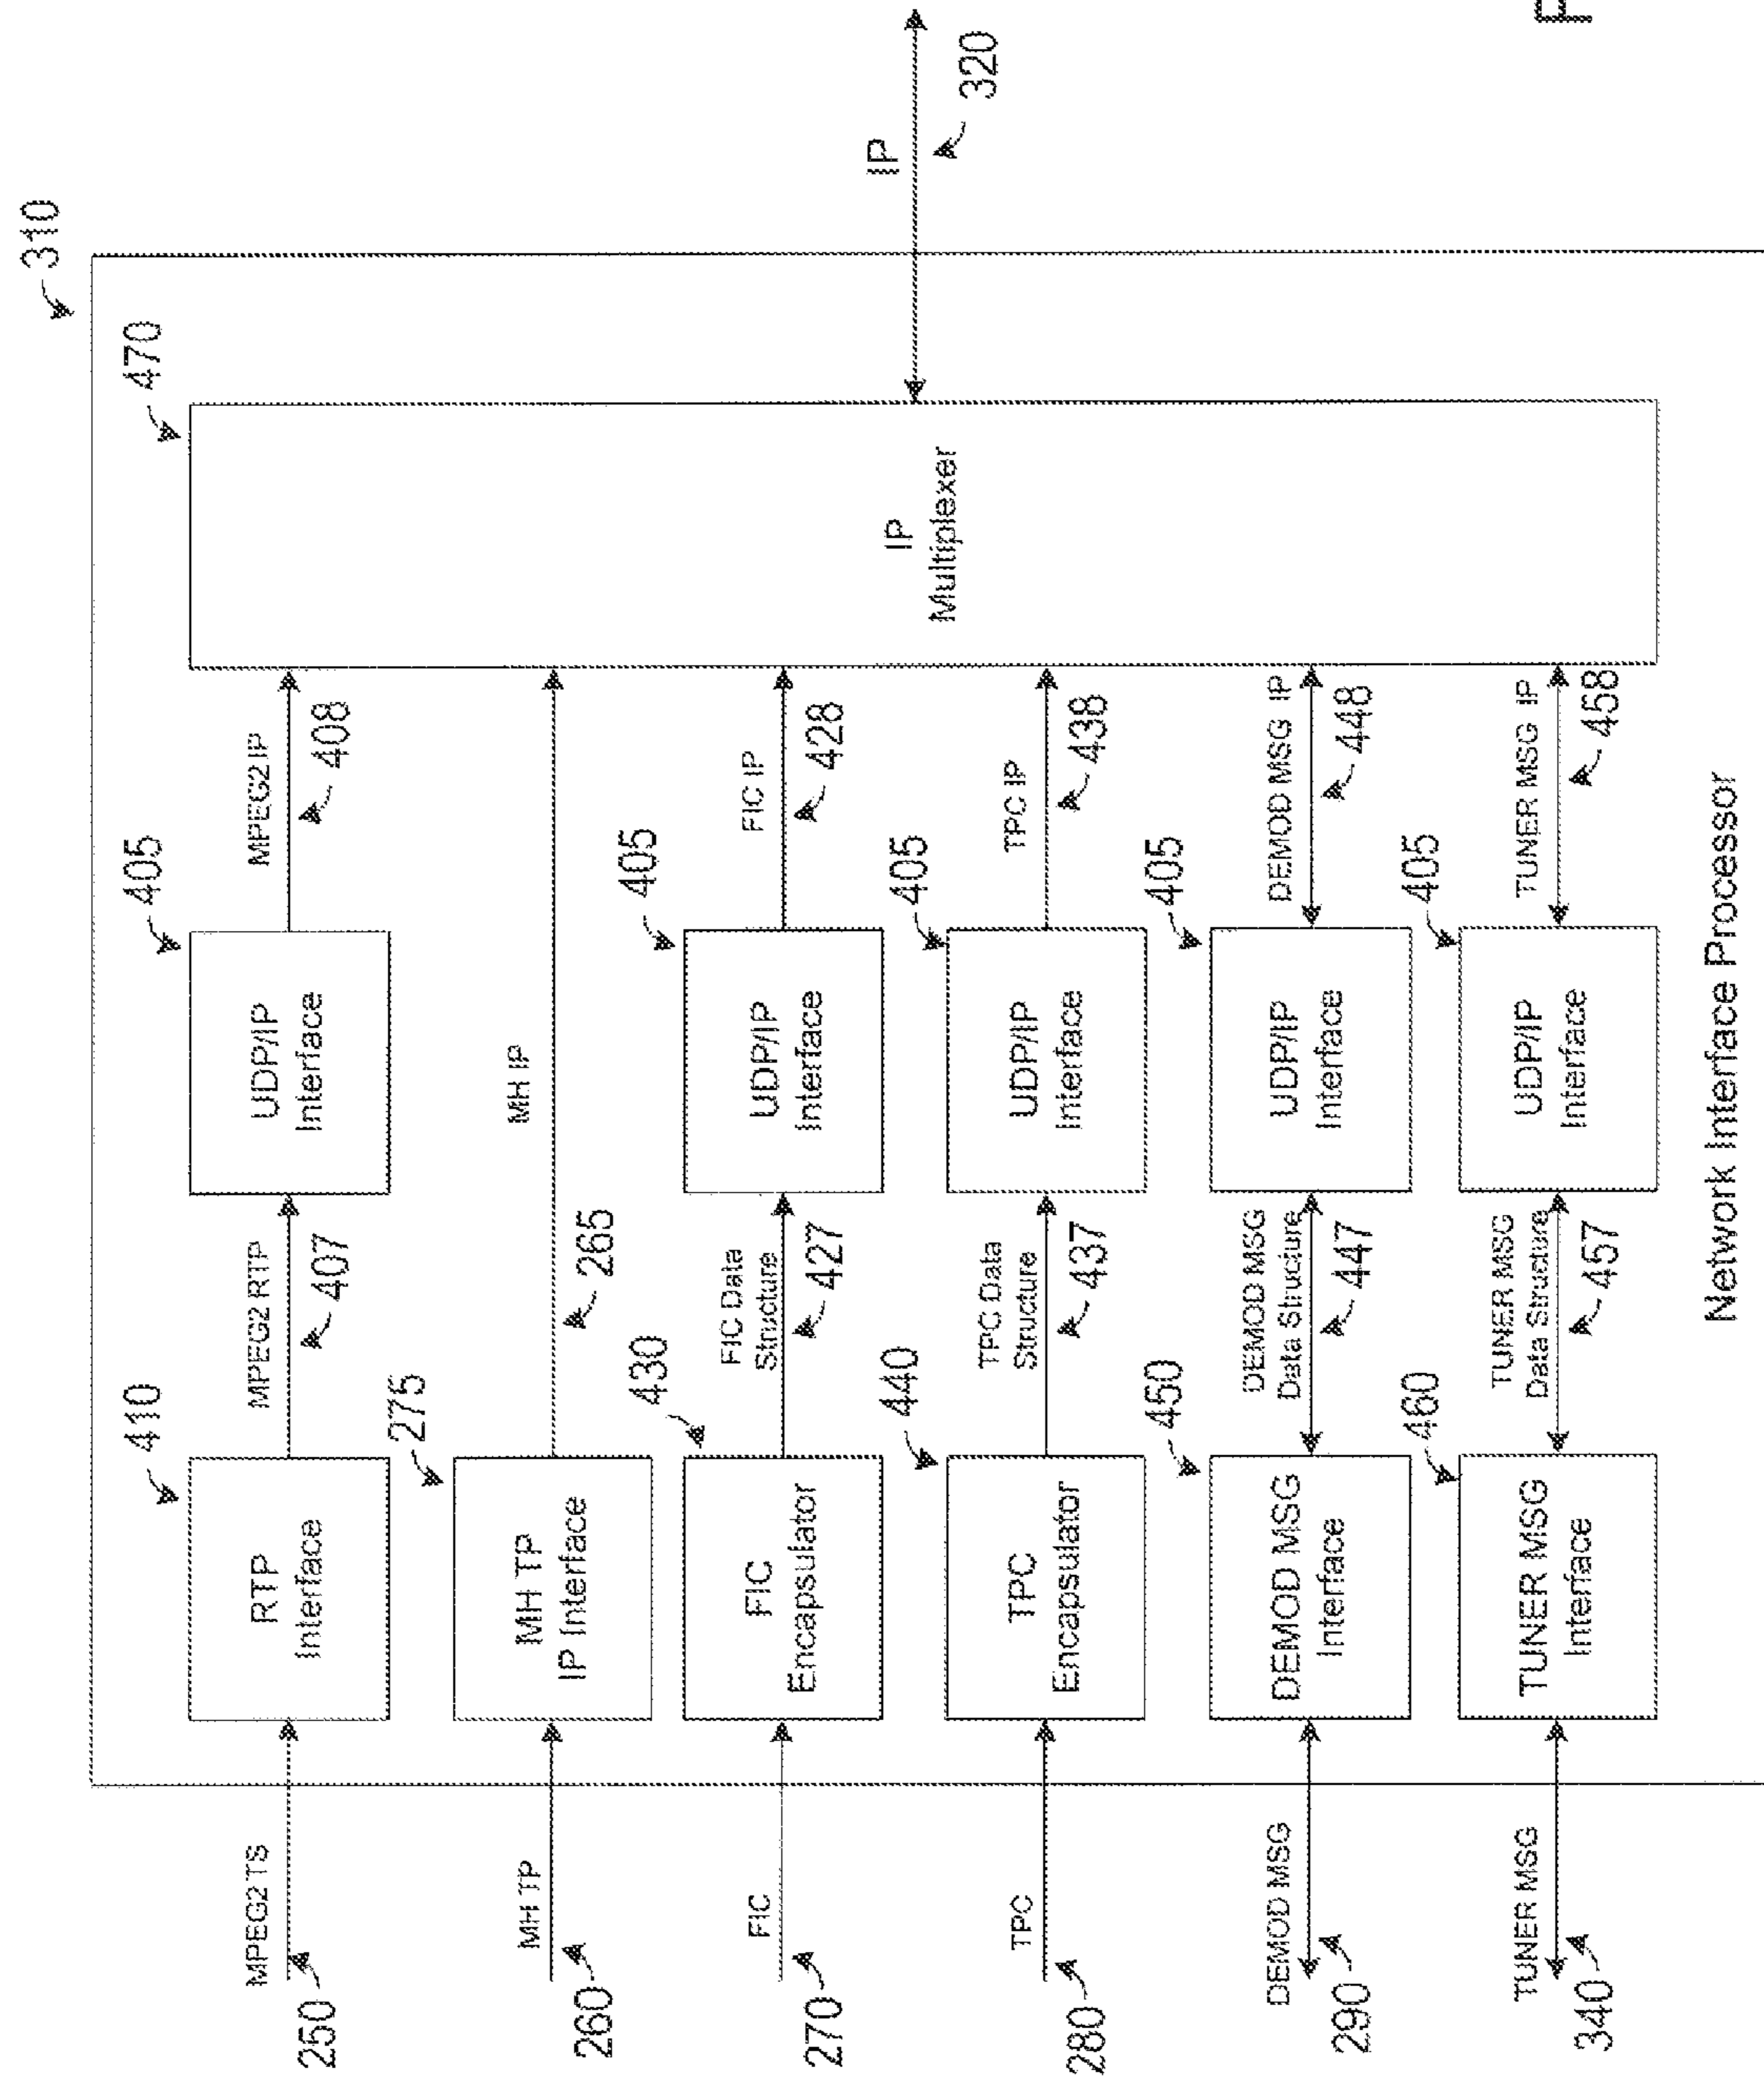 310
470
MPEG2 TS
250
410
RTP
Interface
MPEG2 RTP
407
405
UDP/IP
Interface
MPEG2 IP
408
MH TP
260
275
MH TP
IP Interface
265
MH IP
FIC
270
430
FIC
Encapsulator
FIC Data
Structure
427
405
UDP/IP
Interface
FIC IP
428
TPC
280
440
TPC
Encapsulator
TPC Data
Structure
437
405
UDP/IP
Interface
TPC IP
438
DEMOD MSG
290
450
DEMOD MSG
Interface
DEMOD MSG
Data Structure
447
405
UDP/IP
Interface
DEMOD MSG IP
448
TUNER MSG
340
460
TUNER MSG
Interface
TUNER MSG
Data Structure
457
405
UDP/IP
Interface
TUNER MSG IP
458
IP
Multiplexer
IP
320
Network Interface Processor